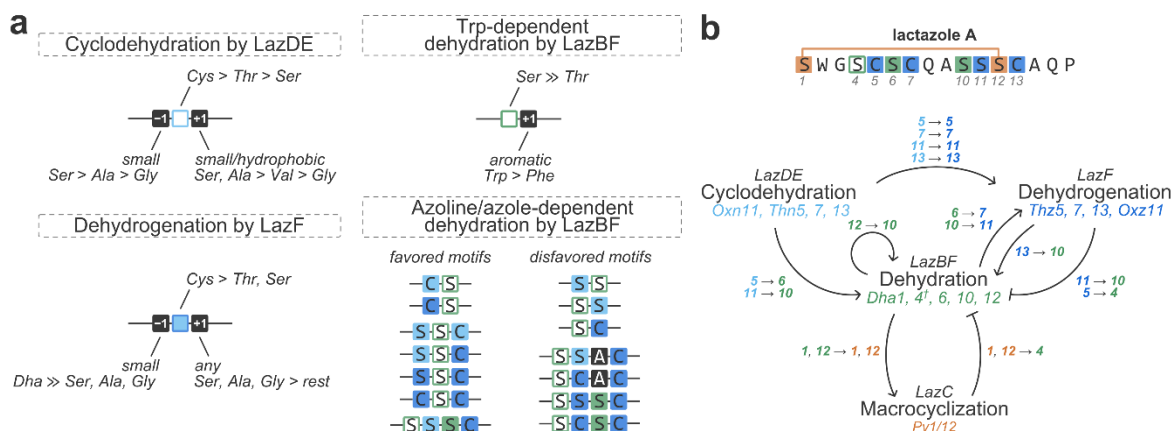 a
Cyclodehydration by LazDE
Cys > Thr > Ser
−1
+1
small
Ser > Ala > Gly
small/hydrophobic
Ser, Ala > Val > Gly
Trp-dependent
dehydration by LazBF
Ser ≫ Thr
+1
aromatic
Trp > Phe
Dehydrogenation by LazF
Cys > Thr, Ser
−1
+1
small
Dha ≫ Ser, Ala, Gly
any
Ser, Ala, Gly > rest
Azoline/azole-dependent
dehydration by LazBF
favored motifs
C S
C S
S S C
S S C
S S C
C S C
S S S C
disfavored motifs
S S
S S
S C
S S A C
S C A C
S S S C
S C S C
b
lactazole A
S W G S C S C Q A S S S C A Q P
1 4 5 6 7 10 11 12 13
5 → 5
7 → 7
11 → 11
13 → 13
LazDE
Cyclodehydration
Oxn11, Thn5, 7, 13
LazF
Dehydrogenation
Thz5, 7, 13, Oxz11
12 → 10
6 → 7
10 → 11
13 → 10
LazBF
Dehydration
Dha1, 4†, 6, 10, 12
5 → 6
11 → 10
11 → 10
5 → 4
1, 12 → 1, 12
1, 12 → 4
LazC
Macrocyclization
Py1/12